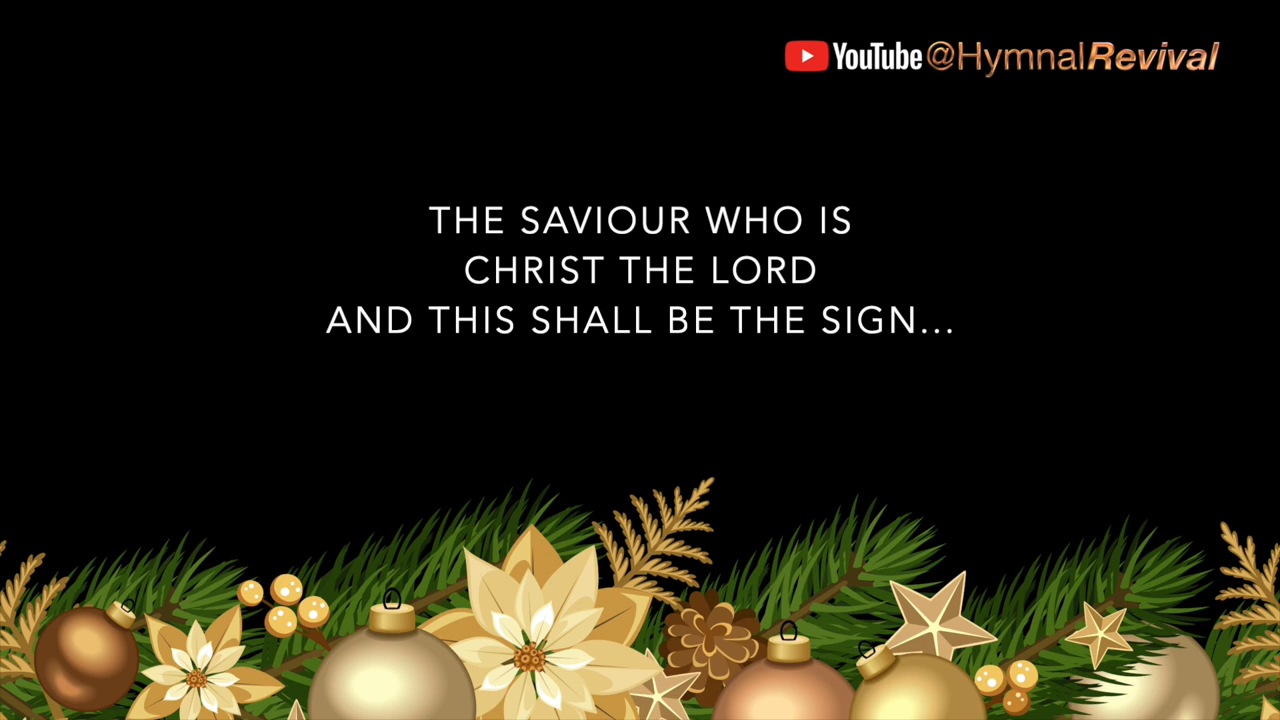 YouTube @HymnalRevival
THE SAVIOUR WHO IS
CHRIST THE LORD
AND THIS SHALL BE THE SIGN...